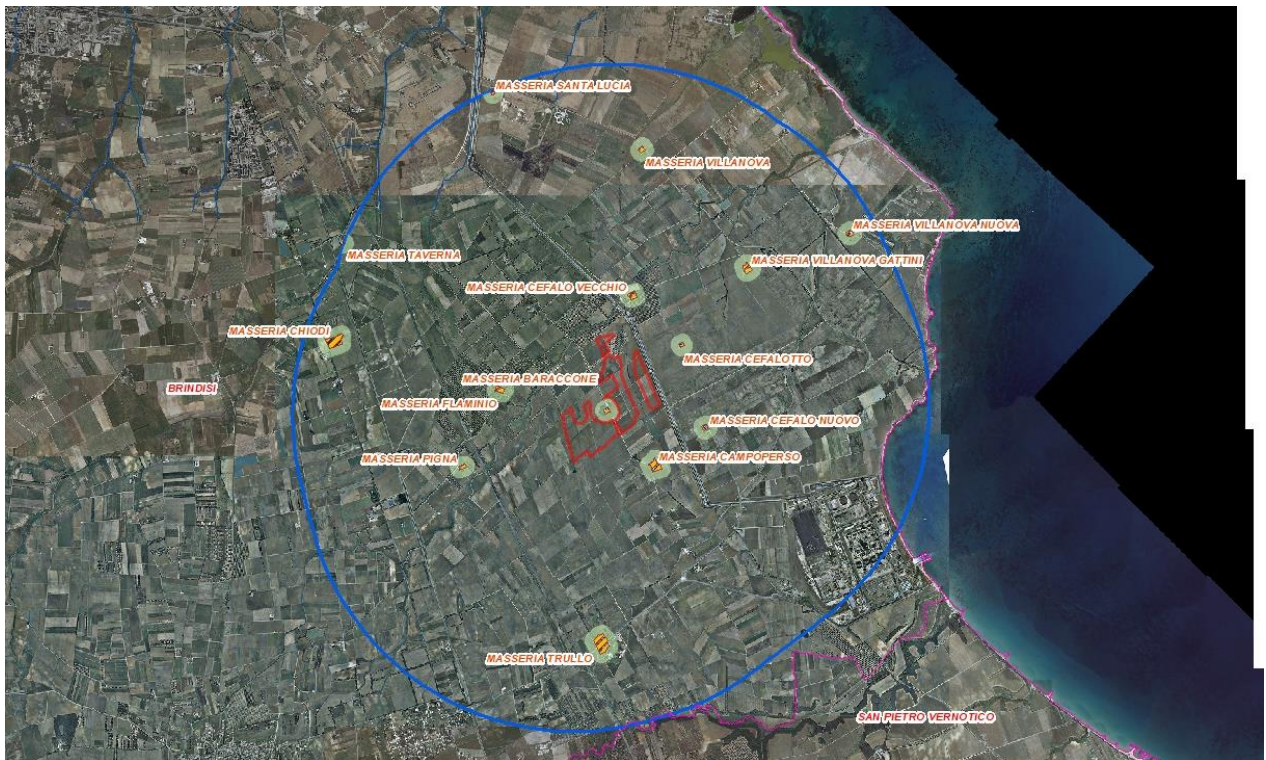 MASSERIA SANTA LUCIA
MASSERIA VILLANOVA
MASSERIA VILLANOVA NUOVA
MASSERIA TAVERNA
MASSERIA VILLANOVA GATTINI
MASSERIA CEFALO VECCHIO
MASSERIA CHIODI
MASSERIA CEFALOTTO
MASSERIA BARACCONE
BRINDISI
MASSERIA FLAMINIO
MASSERIA CEFALO NUOVO
MASSERIA PIGNA
MASSERIA CAMPOPERSO
MASSERIA TRULLO
SAN PIETRO VERNOTICO